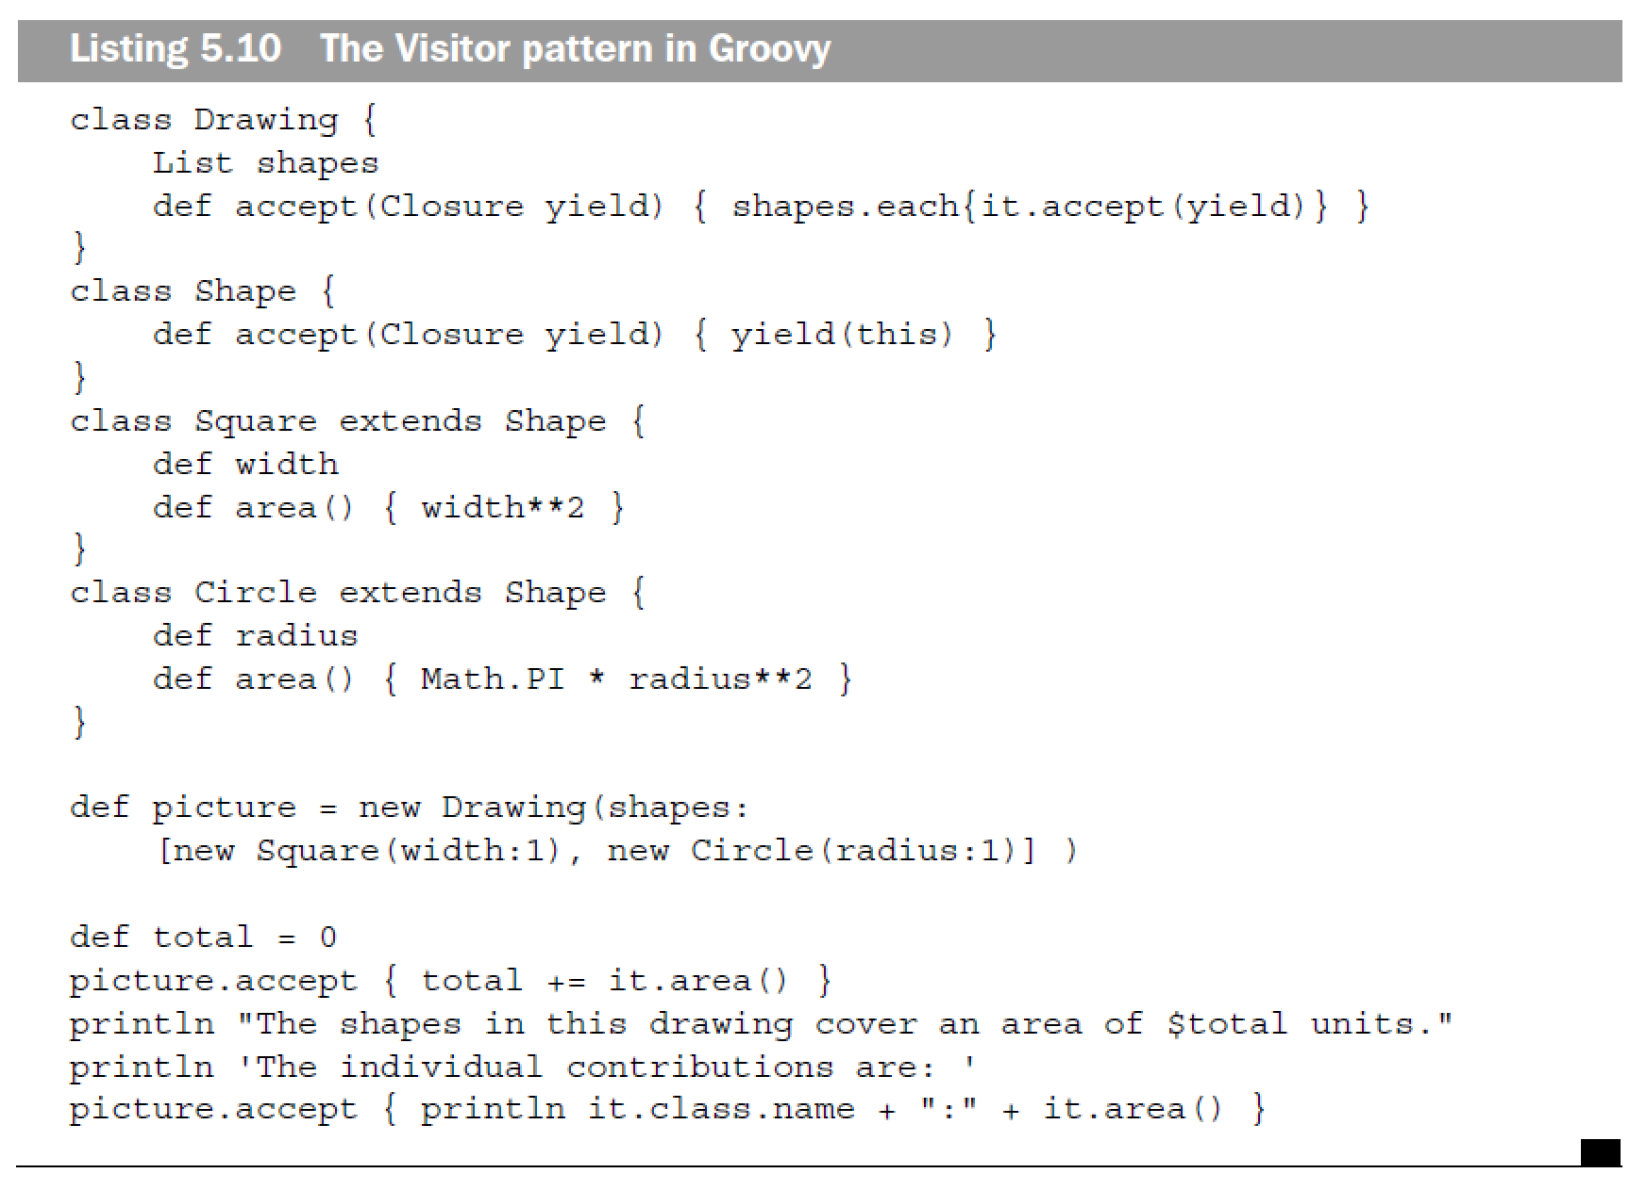 Listing 5.10 The Visitor pattern in Groovy
class Drawing {
    List shapes
    def accept(Closure yield) { shapes.each{it.accept(yield)} }
}
class Shape {
    def accept(Closure yield) { yield(this) }
}
class Square extends Shape {
    def width
    def area() { width**2 }
}
class Circle extends Shape {
    def radius
    def area() { Math.PI * radius**2 }
}

def picture = new Drawing(shapes:
    [new Square(width:1), new Circle(radius:1)] )

def total = 0
picture.accept { total += it.area() }
println "The shapes in this drawing cover an area of $total units."
println 'The individual contributions are: '
picture.accept { println it.class.name + ":" + it.area() }